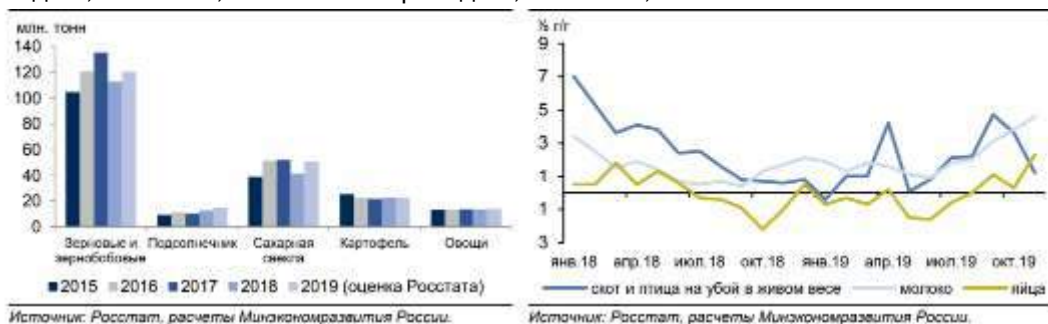 млн. тонн
140
120
100
80
60
40
20
0
Зерновые и зернобобовые
Подсолнечник
Сахарная свекла
Картофель
Овощи
2015 2016 2017 2018 2019 (оценка Росстата)
Источник: Росстат, расчеты Минэкономразвития России.
% г/г
9
7
5
3
1
1
3
янв.18 апр.18 июл.18 окт.18 янв.19 апр.19 июл.19 окт.19
скот и птица на убой в живом весе молоко яйца
Источник: Росстат, расчеты Минэкономразвития России.